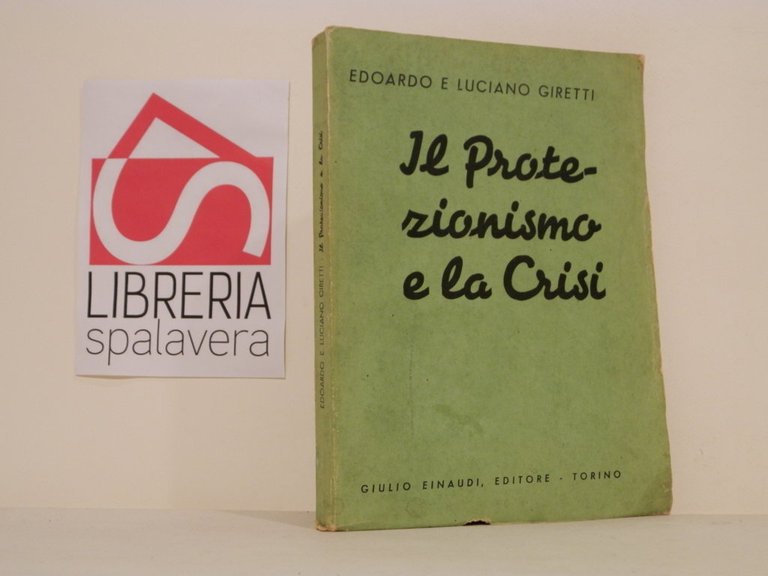 LIBRERIA
spalavera
EDOARDO E LUCIANO GIRETTI Il Protezionismo e la Crisi
EDOARDO E LUCIANO GIRETTI
Il Prote-
zionismo
e la Crisi
GIULIO EINAUDI, EDITORE - TORINO